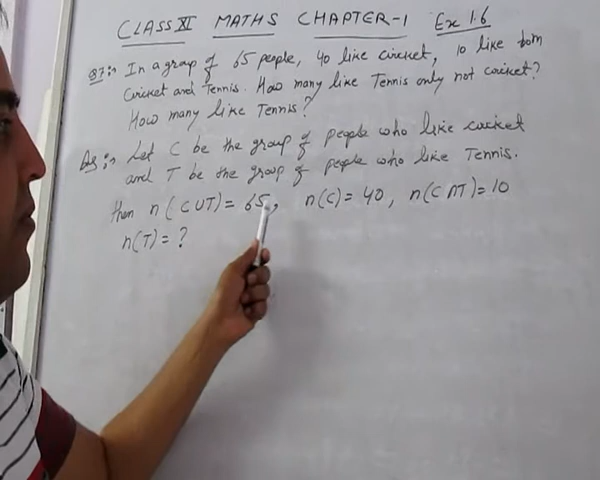 CLASS XI MATHS CHAPTER-1 Ex 1.6
Q7:- In a group of 65 people, 40 like cricket, 10 like both
cricket and Tennis. How many like Tennis only not cricket?
How many like Tennis?
As:- Let C be the group of people who like cricket
and T be the group of people who like Tennis.
then n(C∪T)= 65, n(C)= 40, n(C∩T)=10
n(T)= ?